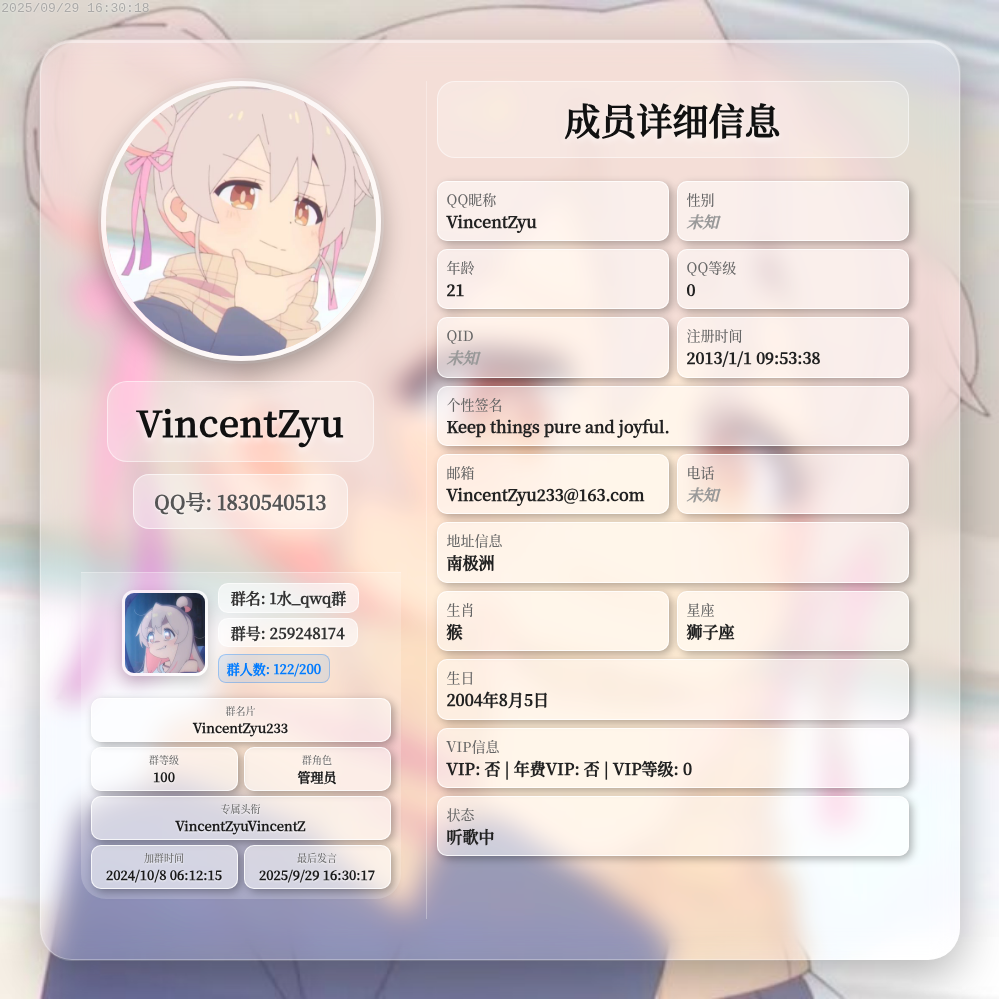 2025/09/29 16:30:18
VincentZyu
QQ号: 1830540513
群名: 1水_qwq群
群号: 259248174
群人数: 122/200
群名片
VincentZyu233
群等级
100
群角色
管理员
专属头衔
VincentZyuVincentZ
加群时间
2024/10/8 06:12:15
最后发言
2025/9/29 16:30:17
成员详细信息
QQ昵称
VincentZyu
性别
未知
年龄
21
QQ等级
0
QID
未知
注册时间
2013/1/1 09:53:38
个性签名
Keep things pure and joyful.
邮箱
VincentZyu233@163.com
电话
未知
地址信息
南极洲
生肖
猴
星座
狮子座
生日
2004年8月5日
VIP信息
VIP: 否 | 年费VIP: 否 | VIP等级: 0
状态
听歌中